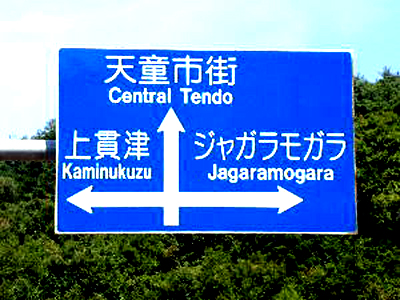 天童市街
Central Tendo
上貫津
Kaminukuzu
ジャガラモガラ
Jagaramogara